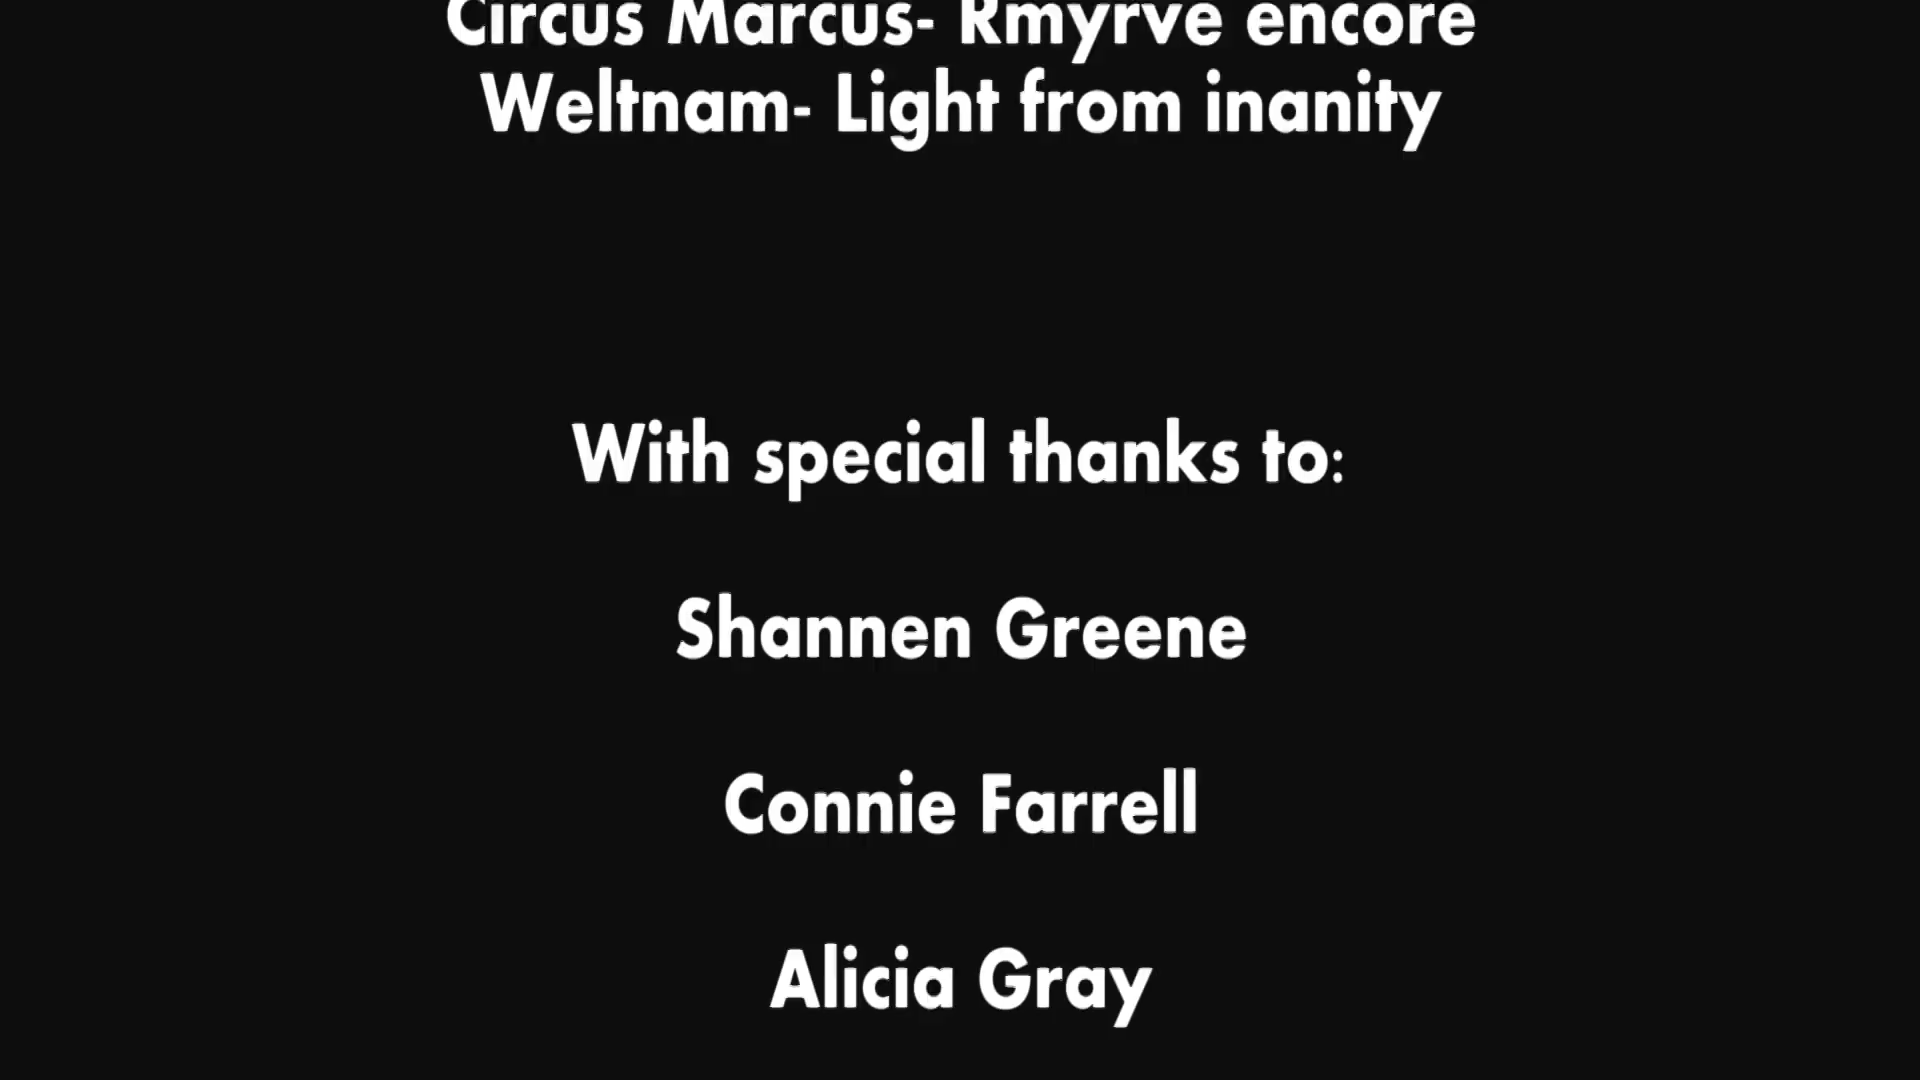 Circus Marcus- Rmyrve encore
Weltnam- Light from inanity
With special thanks to:
Shannen Greene
Connie Farrell
Alicia Gray